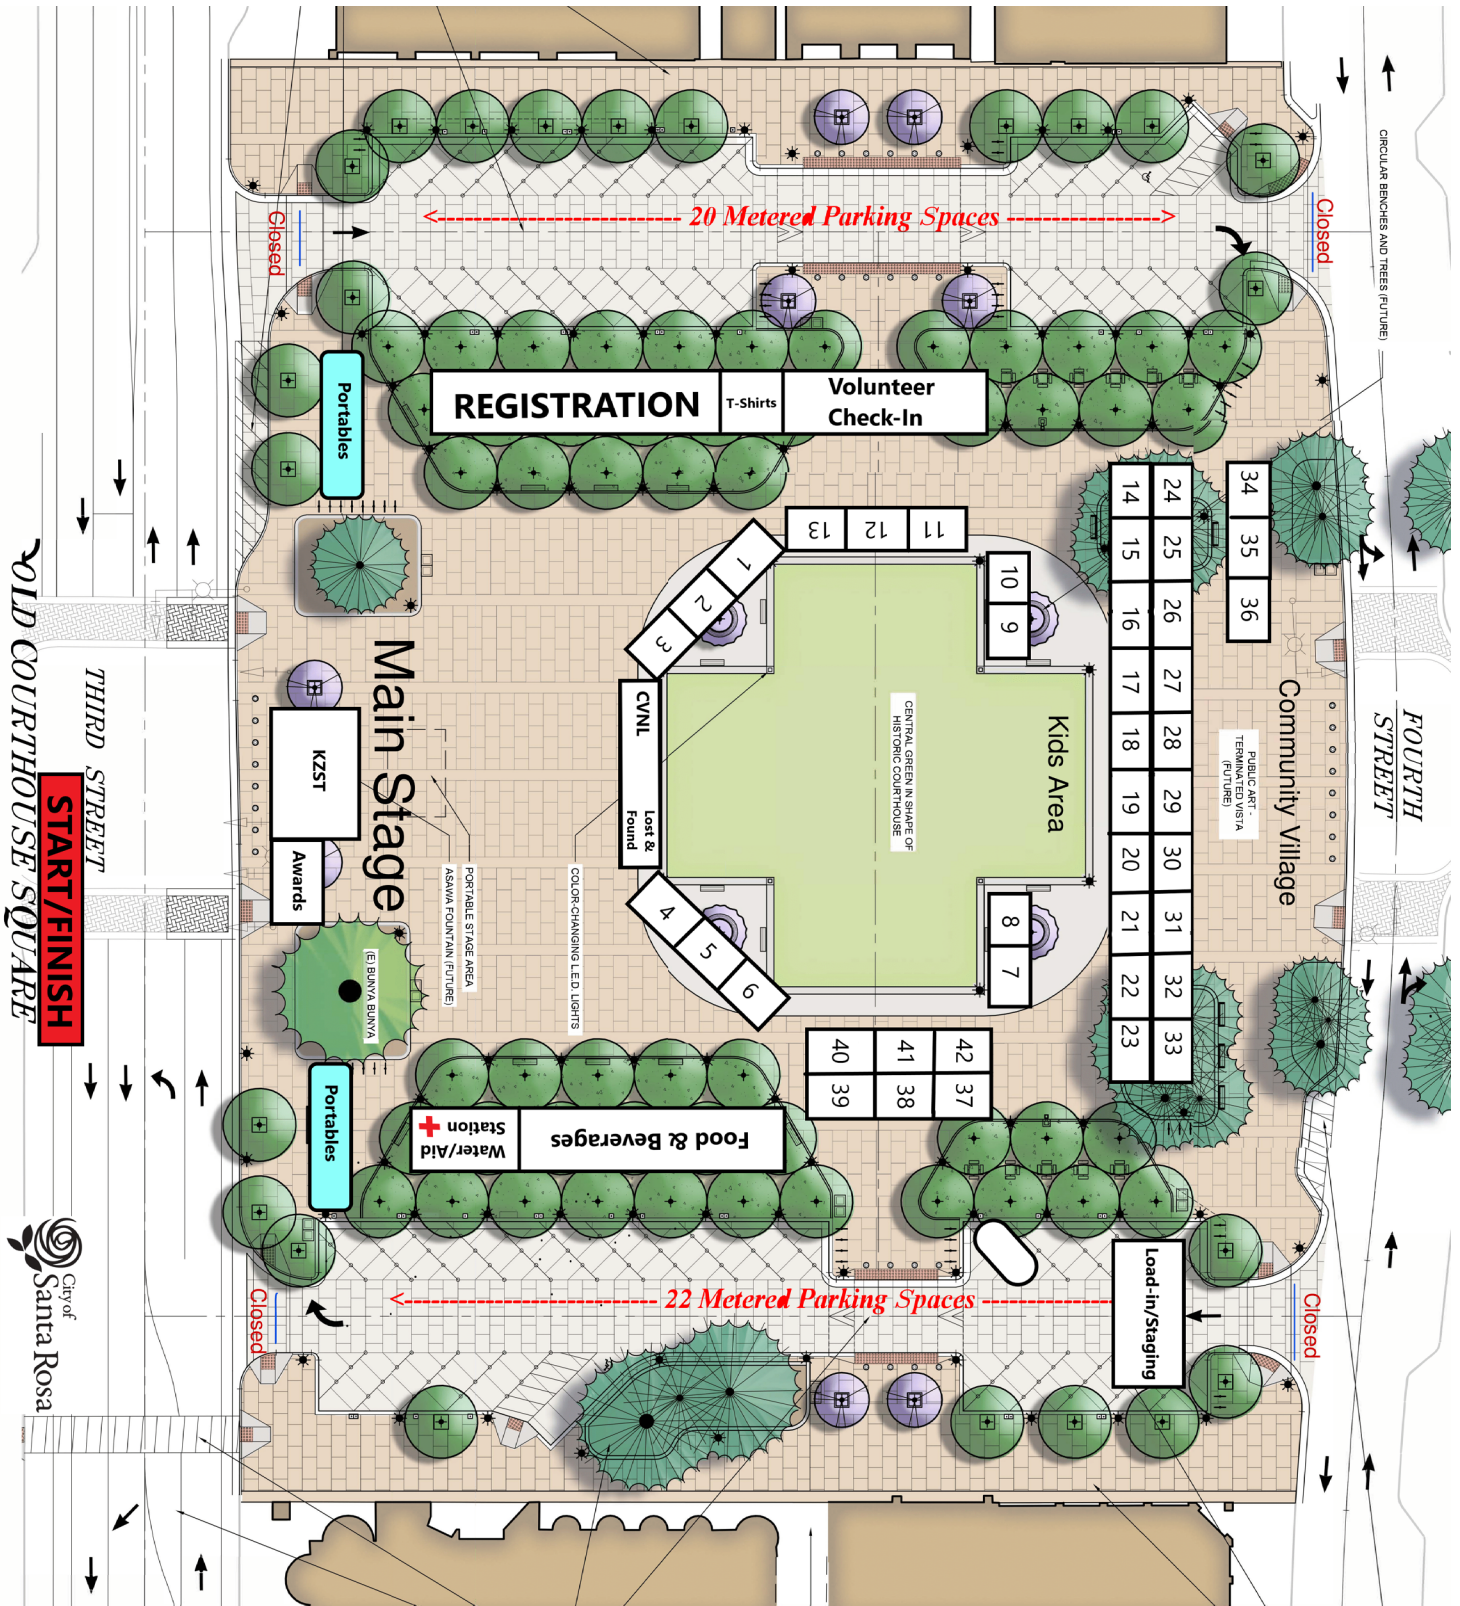 CIRCULAR BENCHES AND TREES (FUTURE)
Closed
20 Metered Parking Spaces
Closed
Portables
REGISTRATION
T-Shirts
Volunteer
Check-In
13
12
11
1
2
3
10
9
14
15
16
17
18
19
20
21
22
23
24
25
26
27
28
29
30
31
32
33
34
35
36
Main Stage
KZST
Awards
PORTABLE STAGE AREA
ASAWA FOUNTAIN (FUTURE)
COLOR-CHANGING L.E.D. LIGHTS
CVNL
Lost &
Found
CENTRAL GREEN IN SHAPE OF
HISTORIC COURTHOUSE
Kids Area
PUBLIC ART -
TERMINATED VISTA
(FUTURE)
Community Village
FOURTH
STREET
THIRD STREET
OLD COURTHOUSE SQUARE
START/FINISH
4
5
6
8
7
(E) BUNYA BUNYA
40
41
42
39
38
37
Portables
Water/Aid
Station
Food & Beverages
Closed
22 Metered Parking Spaces
Load-in/Staging
Closed
City of
Santa Rosa